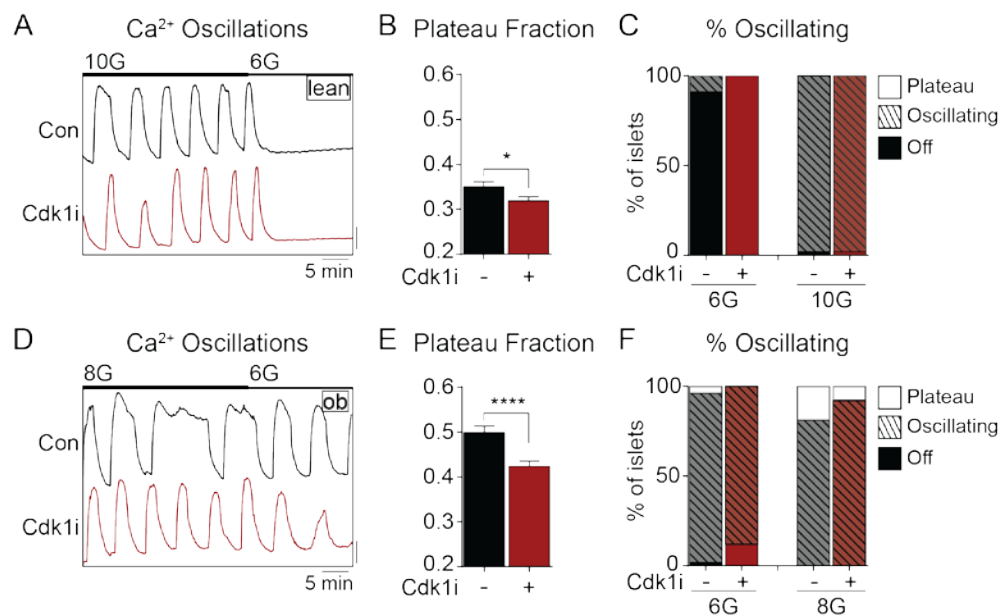 A Ca²⁺ Oscillations
10G 6G
lean
Con
Cdk1i
5 min
B Plateau Fraction
0.6
0.5
0.4
0.3
0.2
*
Cdk1i - +
C % Oscillating
% of islets
100
50
0
Plateau
Oscillating
Off
Cdk1i - + - +
6G 10G
D Ca²⁺ Oscillations
8G 6G
ob
Con
Cdk1i
5 min
E Plateau Fraction
0.6
0.5
0.4
0.3
0.2
****
Cdk1i - +
F % Oscillating
% of islets
100
50
0
Plateau
Oscillating
Off
Cdk1i - + - +
6G 8G